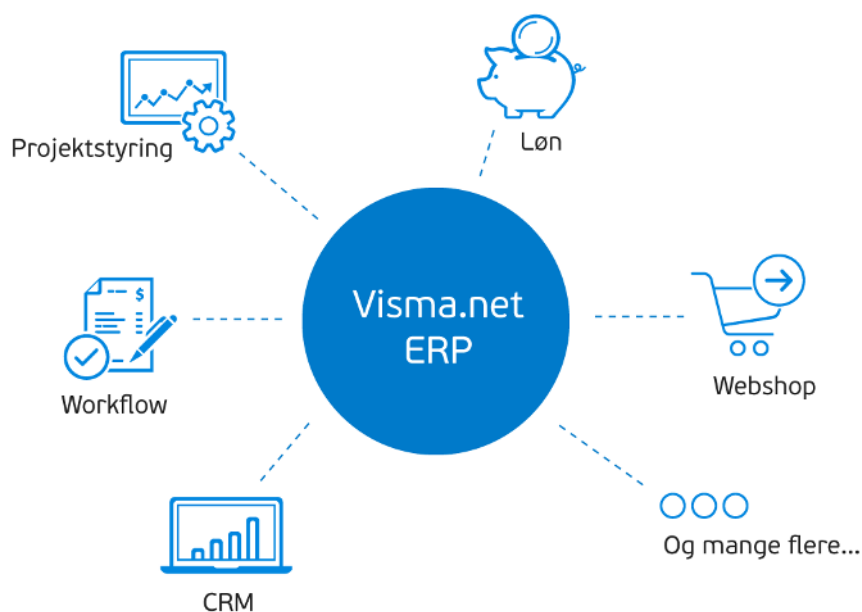 Projektstyring
Løn
Visma.net
ERP
$
Workflow
Webshop
CRM
Og mange flere...